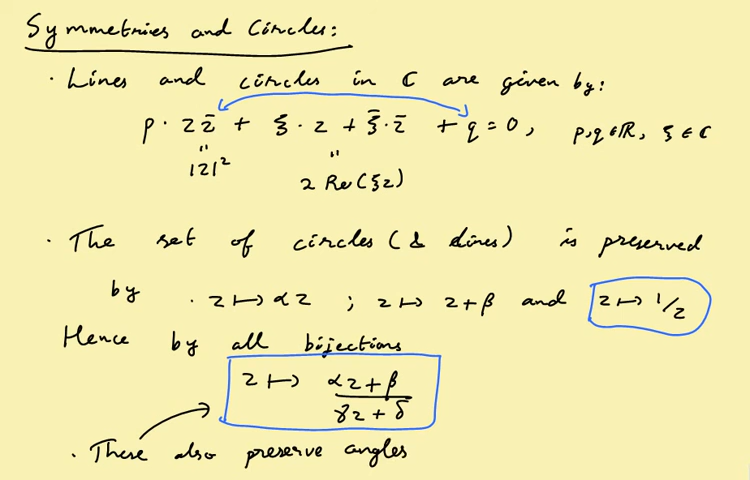 Symmetries and Circles:
· Lines and circles in ℂ are given by:
p · z z̄ + ξ · z + ξ̄ · z̄ + q = 0, p,q ∈ ℝ, ξ ∈ ℂ
" "
|z|² 2 Re(ξz)
· The set of circles (& lines) is preserved
by · z ↦ αz ; z ↦ z+β and z ↦ 1/z
Hence by all bijections
z ↦ αz + β
γz + δ
· These also preserve angles